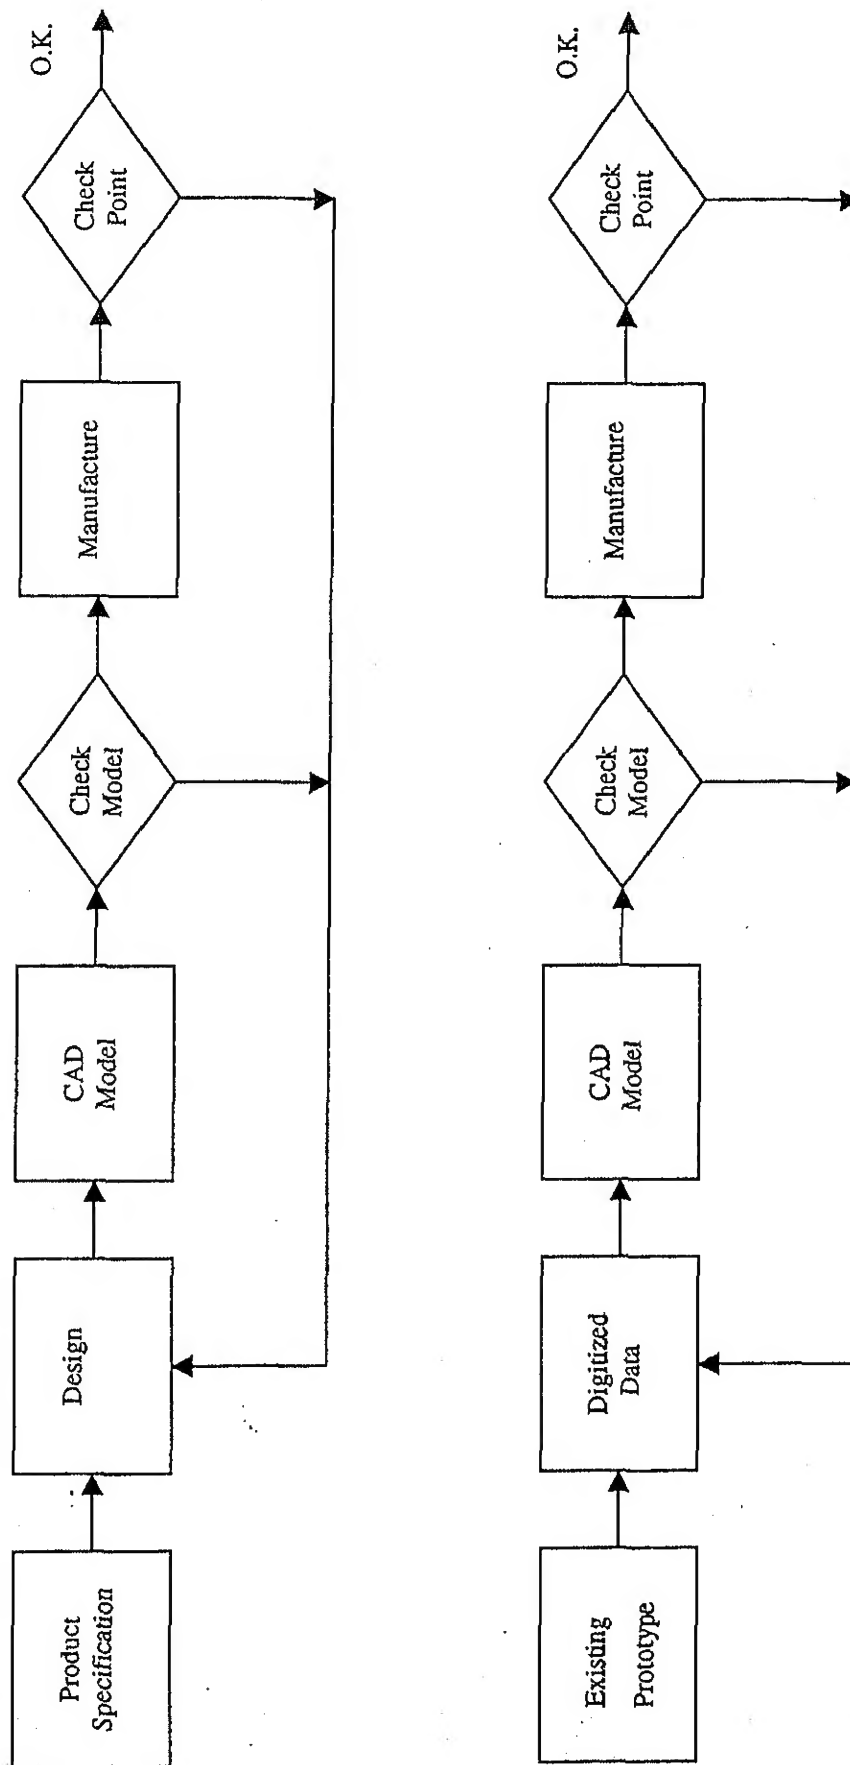 Product
Specification
Design
CAD
Model
Check
Model
Manufacture
Check
Point
O.K.
Existing
Prototype
Digitized
Data
CAD
Model
Check
Model
Manufacture
Check
Point
O.K.